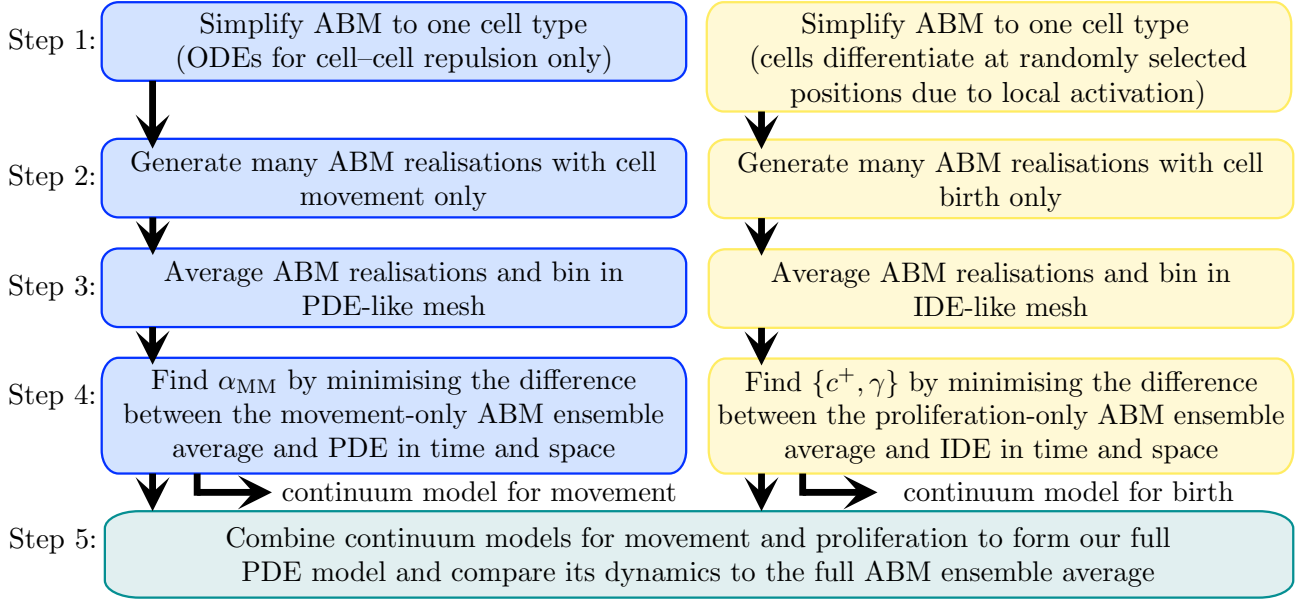 Step 1:
Simplify ABM to one cell type
(ODEs for cell–cell repulsion only)
Simplify ABM to one cell type
(cells differentiate at randomly selected
positions due to local activation)
Step 2:
Generate many ABM realisations with cell
movement only
Generate many ABM realisations with cell
birth only
Step 3:
Average ABM realisations and bin in
PDE-like mesh
Average ABM realisations and bin in
IDE-like mesh
Step 4:
Find α_MM by minimising the difference
between the movement-only ABM ensemble
average and PDE in time and space
Find {c⁺, γ} by minimising the difference
between the proliferation-only ABM ensemble
average and IDE in time and space
continuum model for movement
continuum model for birth
Step 5:
Combine continuum models for movement and proliferation to form our full
PDE model and compare its dynamics to the full ABM ensemble average